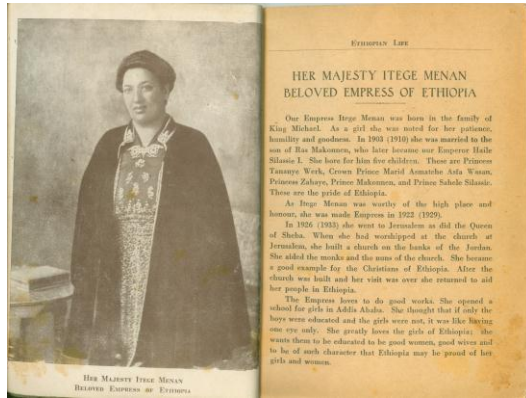 HER MAJESTY ITEGE MENAN
BELOVED EMPRESS OF ETHIOPIA
ETHIOPIAN LIFE
HER MAJESTY ITEGE MENAN
BELOVED EMPRESS OF ETHIOPIA
Our Empress Itege Menan was born in the family of
King Michael. As a girl she was noted for her patience,
humility and goodness. In 1903 (1910) she was married to the
son of Ras Makonnen, who later became our Emperor Haile
Silassie I. She bore for him five children. These are Princess
Tananye Werk, Crown Prince Marid Aematche Asfa Wosan,
Princess Zahaye, Prince Makonnen, and Prince Sahele Silassie.
These are the pride of Ethiopia.
As Itege Menan was worthy of the high place and
honour, she was made Empress in 1922 (1929).
In 1926 (1933) she went to Jerusalem as did the Queen
of Sheba. When she had worshipped at the church at
Jerusalem, she built a church on the banks of the Jordan.
She aided the monks and the nuns of the church. She became
a good example for the Christians of Ethiopia. After the
church was built and her visit was over she returned to aid
her people in Ethiopia.
The Empress loves to do good works. She opened a
school for girls in Addis Ababa. She thought that if only the
boys were educated and the girls were not, it was like having
one eye only. She greatly loves the girls of Ethiopia; she
wants them to be educated to be good women, good wives and
to be of such character that Ethiopia may be proud of her
girls and women.